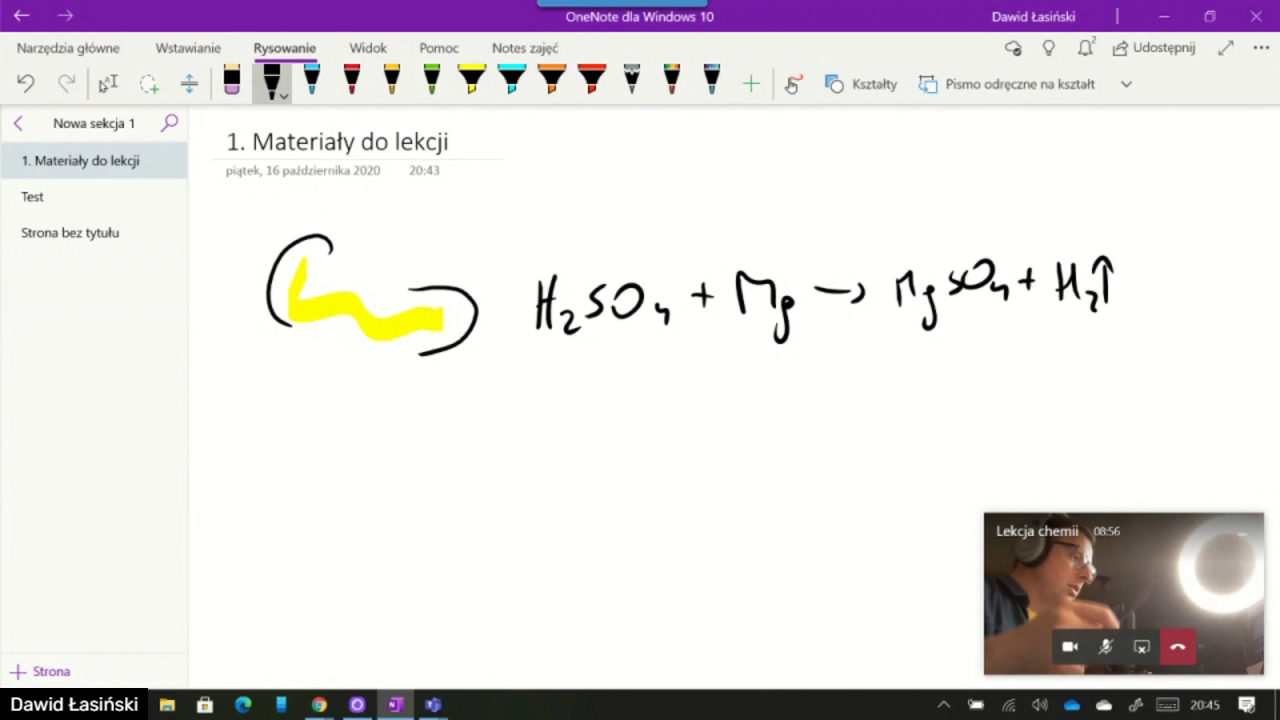 OneNote dla Windows 10
Dawid Łasiński
Narzędzia główne Wstawianie Rysowanie Widok Pomoc Notes zajęć
2 Udostępnij
Kształty Pismo odręczne na kształt
Nowa sekcja 1
1. Materiały do lekcji
Test
Strona bez tytułu
1. Materiały do lekcji
piątek, 16 października 2020 20:43
H₂SO₄ + Mg → MgSO₄ + H₂↑
Lekcja chemii 08:56
+ Strona
Dawid Łasiński
20:45